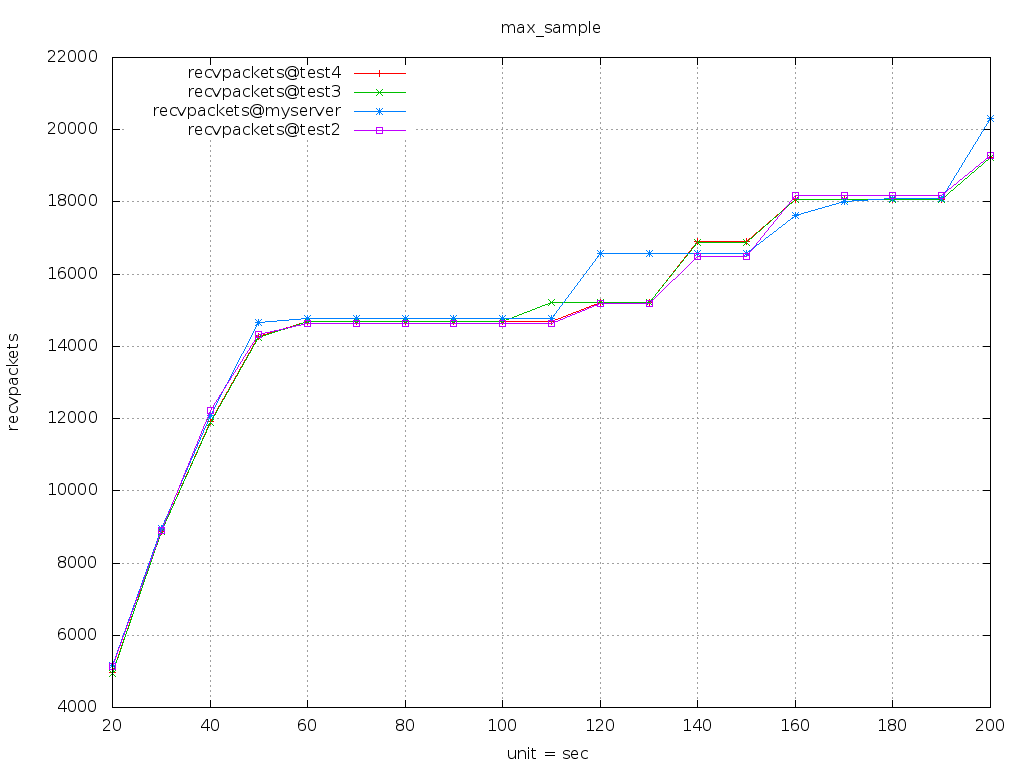 max_sample
22000
20000
18000
16000
14000
12000
10000
8000
6000
4000
recvpackets@test4
recvpackets@test3
recvpackets@myserver
recvpackets@test2
recvpackets
20 40 60 80 100 120 140 160 180 200
unit = sec